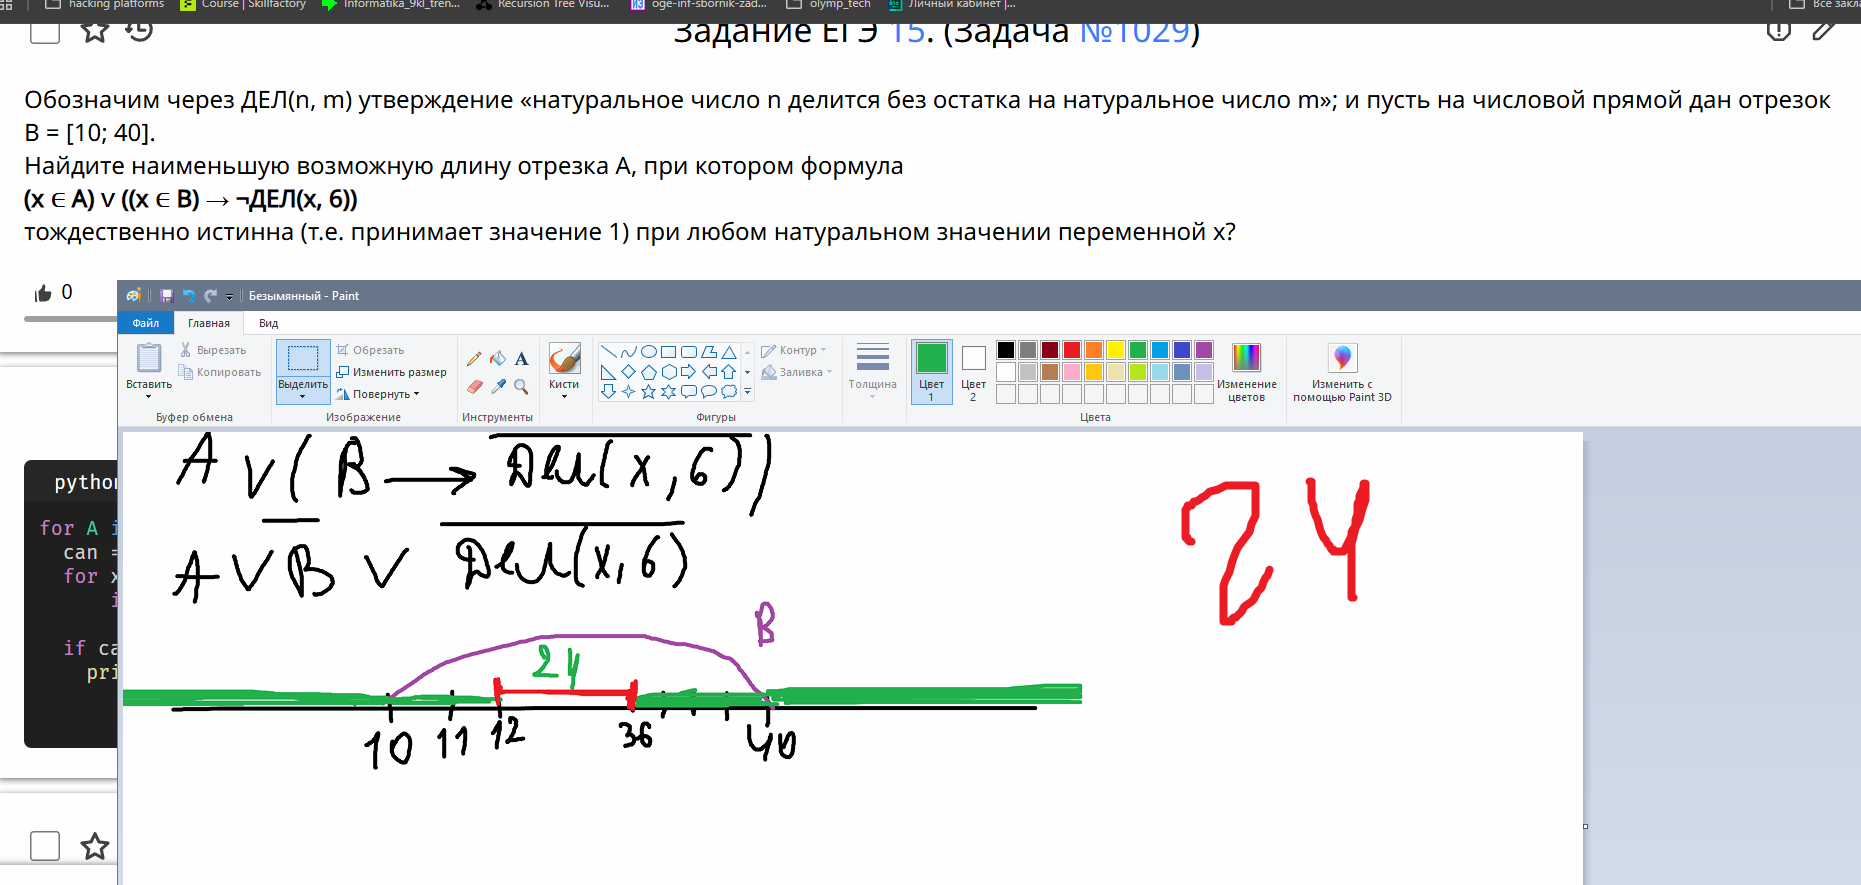 hacking platforms
Course | Skillfactory
Informatika_9kl_tren...
Recursion Tree Visu...
oge-inf-sbornik-zad...
olymp_tech
Личный кабинет |...
Все закла
Задание ЕГЭ 15. (Задача №1029)
Обозначим через ДЕЛ(n, m) утверждение «натуральное число n делится без остатка на натуральное число m»; и пусть на числовой прямой дан отрезок
B = [10; 40].
Найдите наименьшую возможную длину отрезка A, при котором формула
(x ∈ A) ∨ ((x ∈ B) → ¬ДЕЛ(x, 6))
тождественно истинна (т.е. принимает значение 1) при любом натуральном значении переменной x?
0
Безымянный - Paint
Файл Главная Вид
Вставить
Вырезать
Копировать
Буфер обмена
Выделить
Обрезать
Изменить размер
Повернуть
Изображение
A
Инструменты
Кисти
Фигуры
Контур
Заливка
Толщина
Цвет 1
Цвет 2
Изменение цветов
Цвета
Изменить с помощью Paint 3D
A ∨ ( B → Дел(x, 6))
A ∨ B ∨ Дел(x, 6)
24
B
24
10 11 12 36 40
pytho
for A i
can =
for x
i
if ca
pri